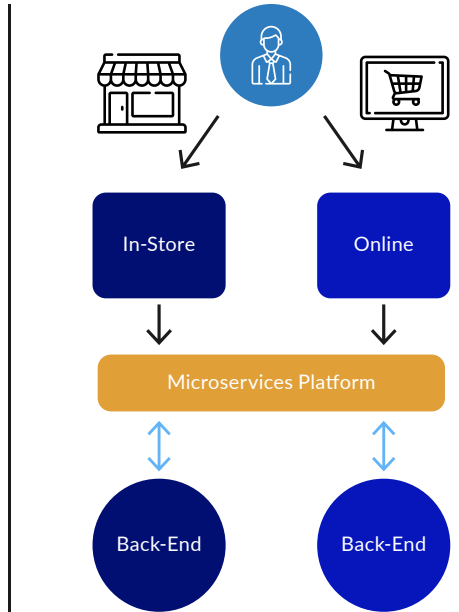 In-Store
Online
Microservices Platform
Back-End
Back-End